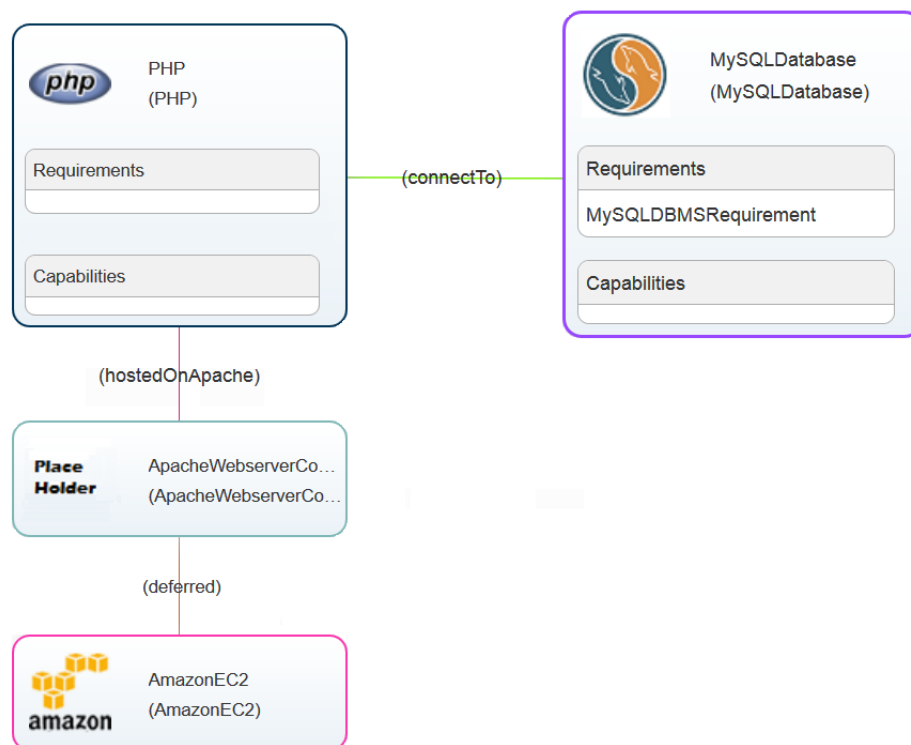 php
PHP
(PHP)
Requirements
Capabilities
(connectTo)
MySQLDatabase
(MySQLDatabase)
Requirements
MySQLDBMSRequirement
Capabilities
(hostedOnApache)
Place
Holder
ApacheWebserverCo...
(ApacheWebserverCo...
(deferred)
amazon
AmazonEC2
(AmazonEC2)